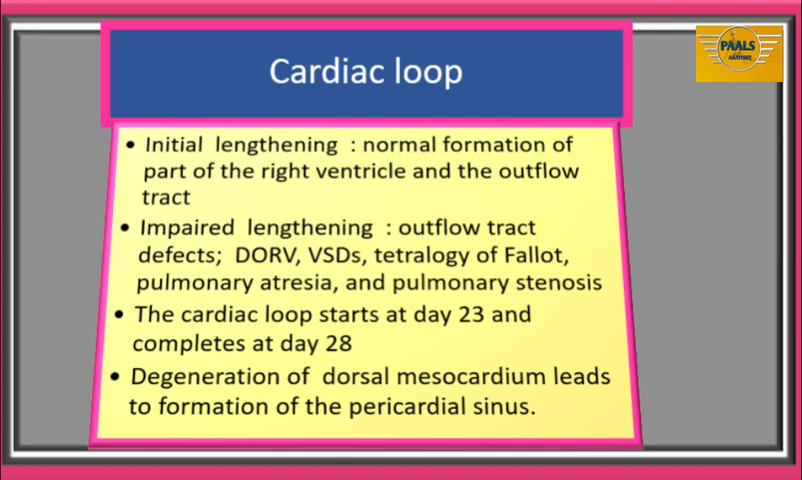 Cardiac loop
PAALS
ANATOMY
• Initial lengthening : normal formation of
part of the right ventricle and the outflow
tract
• Impaired lengthening : outflow tract
defects; DORV, VSDs, tetralogy of Fallot,
pulmonary atresia, and pulmonary stenosis
• The cardiac loop starts at day 23 and
completes at day 28
• Degeneration of dorsal mesocardium leads
to formation of the pericardial sinus.